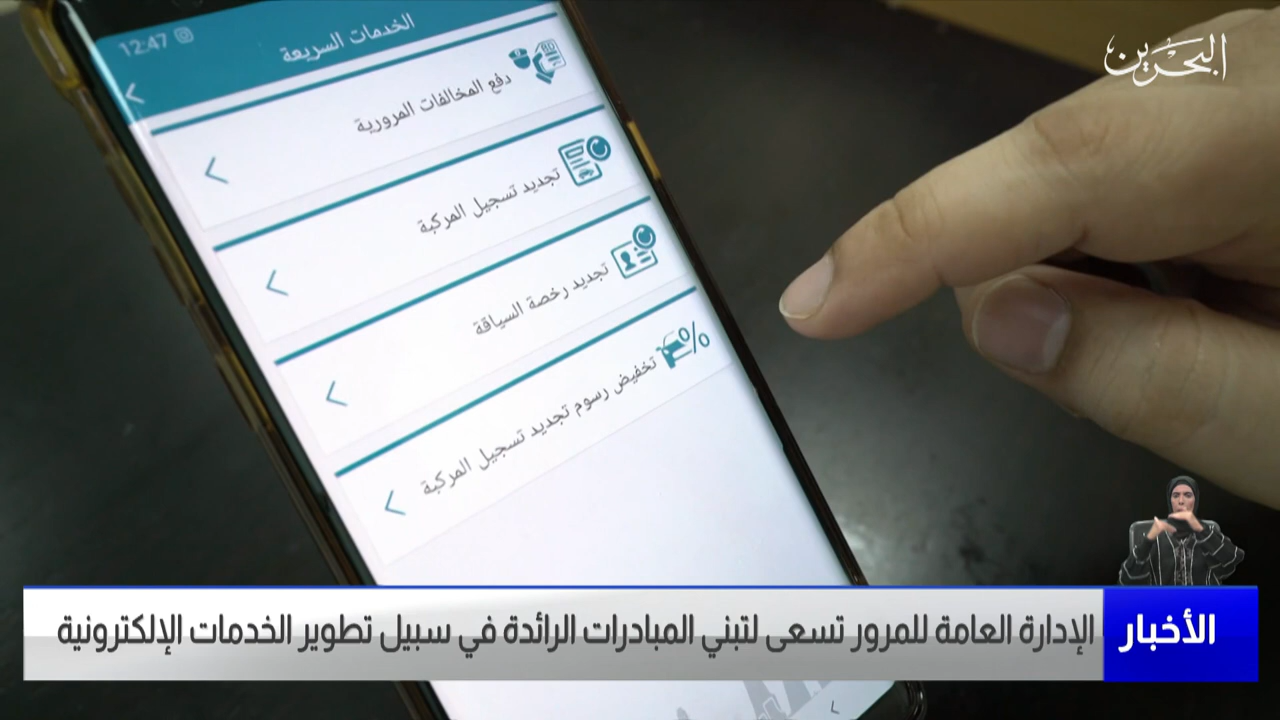 البحرين
12:47
الخدمات السريعة
دفع المخالفات المرورية
تجديد تسجيل المركبة
تجديد رخصة السياقة
تخفيض رسوم تجديد تسجيل المركبة
الأخبار
الإدارة العامة للمرور تسعى لتبني المبادرات الرائدة في سبيل تطوير الخدمات الإلكترونية